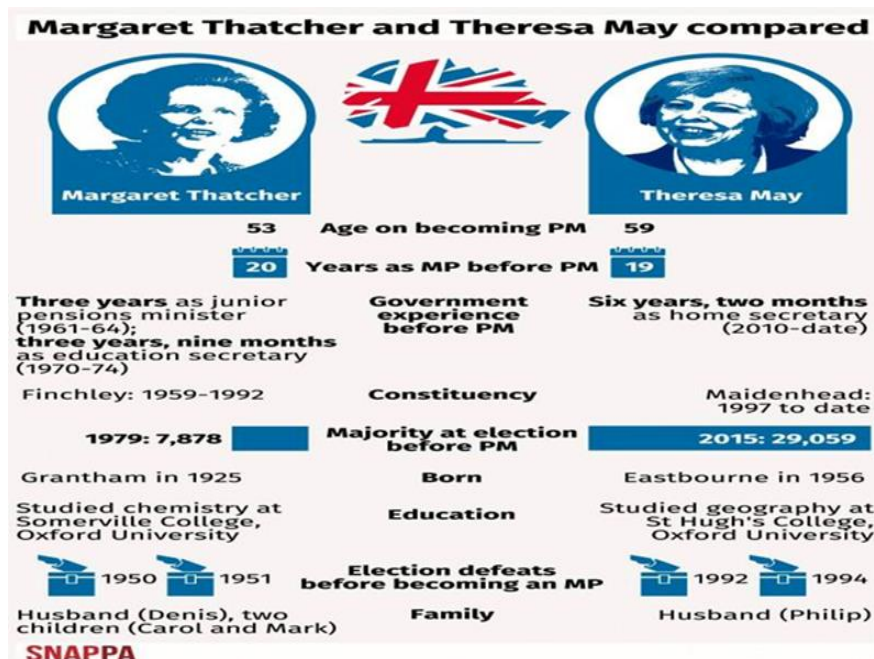 Margaret Thatcher and Theresa May compared
Margaret Thatcher
Theresa May
53 Age on becoming PM 59
20 Years as MP before PM 19
Three years as junior
pensions minister
(1961-64);
three years, nine months
as education secretary
(1970-74)
Government
experience
before PM
Six years, two months
as home secretary
(2010-date)
Finchley: 1959-1992
Constituency
Maidenhead:
1997 to date
1979: 7,878
Majority at election
before PM
2015: 29,059
Grantham in 1925
Born
Eastbourne in 1956
Studied chemistry at
Somerville College,
Oxford University
Education
Studied geography at
St Hugh's College,
Oxford University
1950 1951
Election defeats
before becoming an MP
1992 1994
Husband (Denis), two
children (Carol and Mark)
Family
Husband (Philip)
SNAPPA